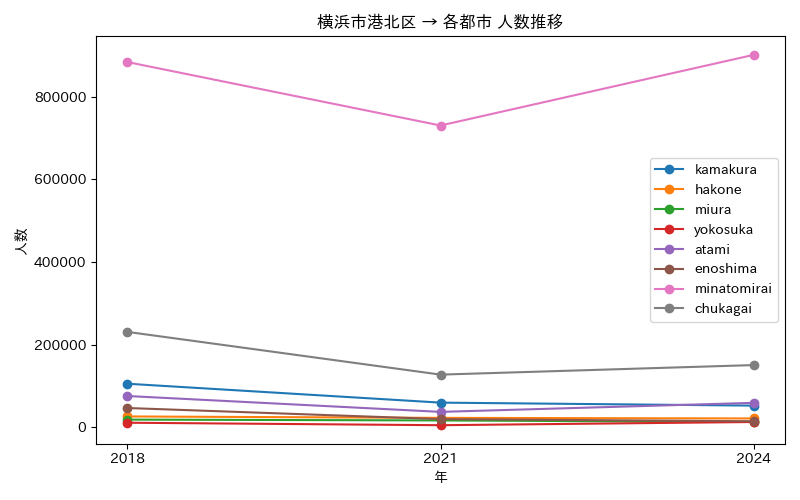 横浜市港北区 → 各都市 人数推移
人数
800000
600000
400000
200000
0
2018
2021
2024
年
kamakura
hakone
miura
yokosuka
atami
enoshima
minatomirai
chukagai